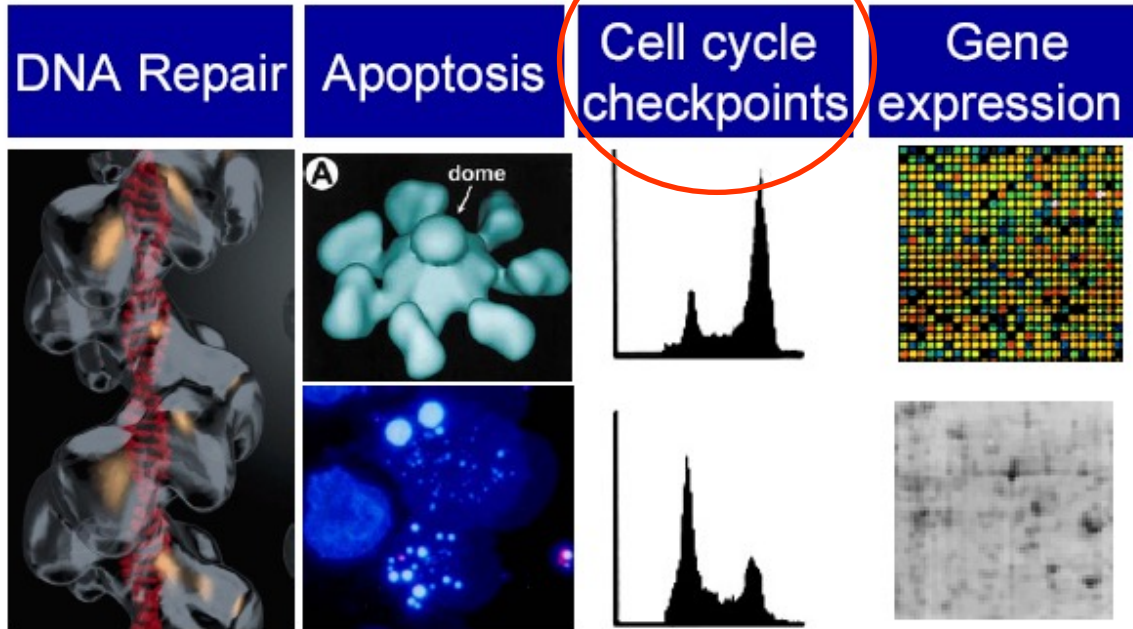 DNA Repair
Apoptosis
Cell cycle
checkpoints
Gene
expression
A
dome